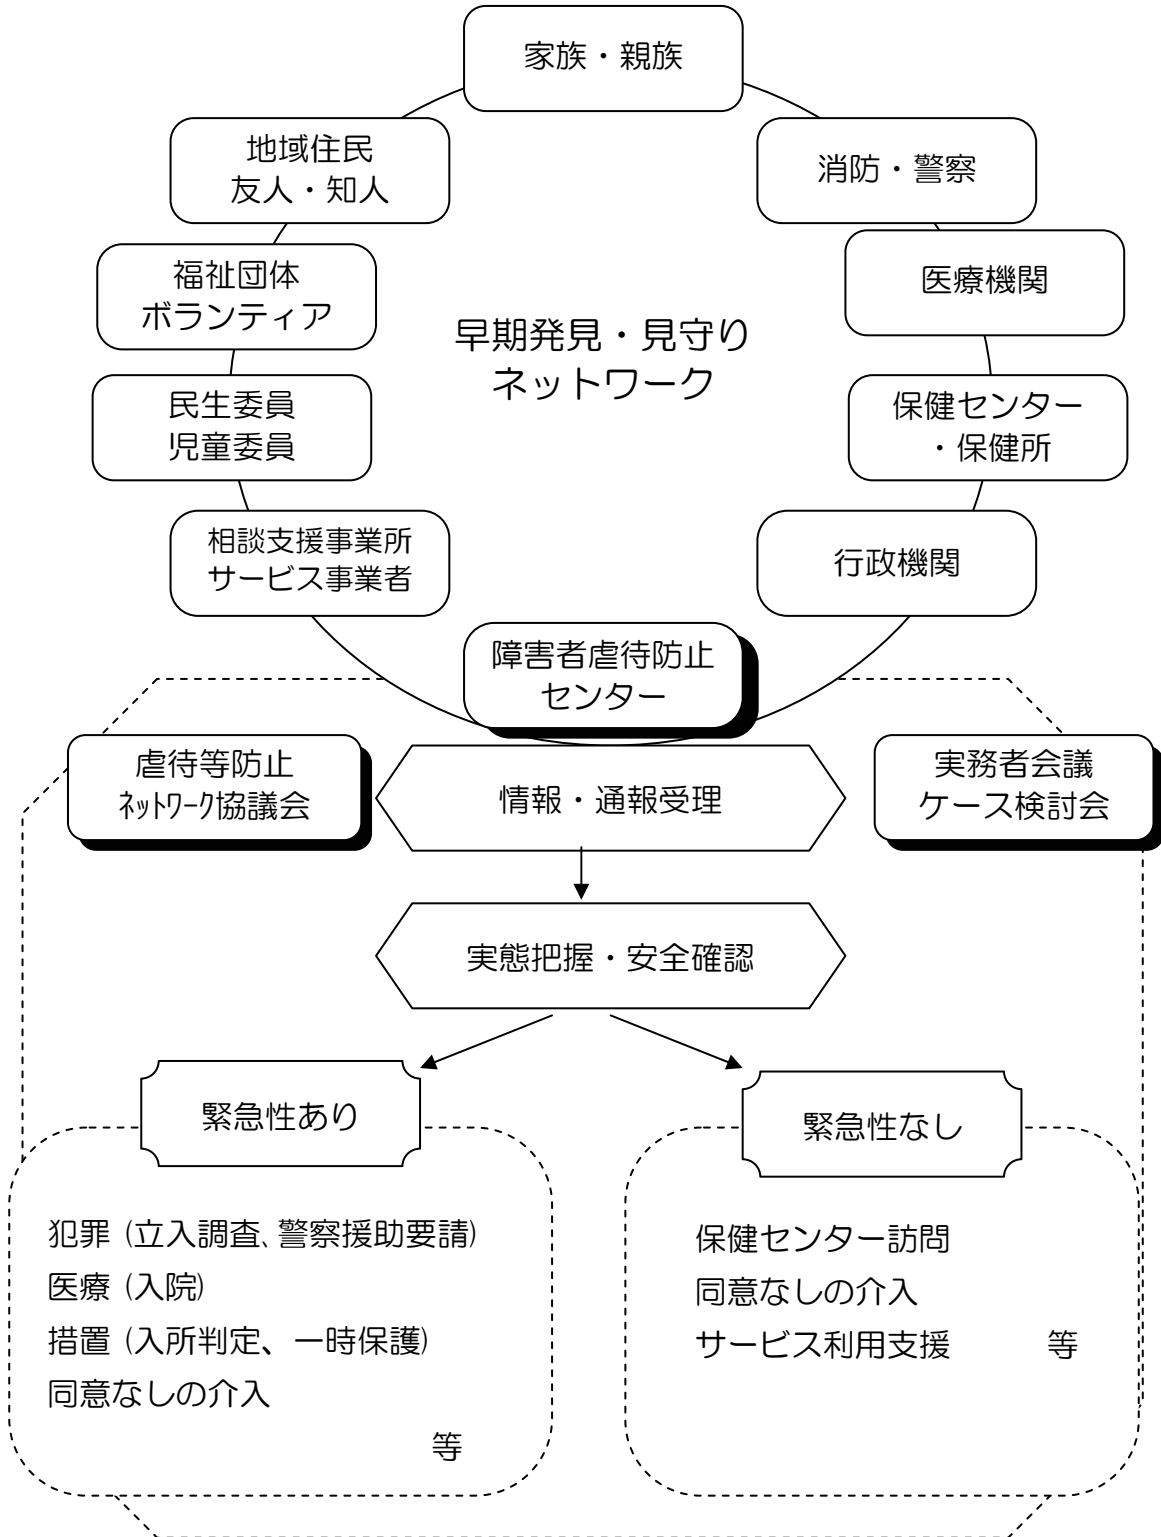 家族・親族
地域住民
友人・知人
消防・警察
福祉団体
ボランティア
医療機関
早期発見・見守り
ネットワーク
民生委員
児童委員
保健センター
・保健所
相談支援事業所
サービス事業者
行政機関
障害者虐待防止
センター
虐待等防止
ﾈｯﾄﾜｰｸ協議会
情報・通報受理
実務者会議
ケース検討会
実態把握・安全確認
緊急性あり
緊急性なし
犯罪（立入調査、警察援助要請）
医療（入院）
措置（入所判定、一時保護）
同意なしの介入
等
保健センター訪問
同意なしの介入
サービス利用支援　　　等